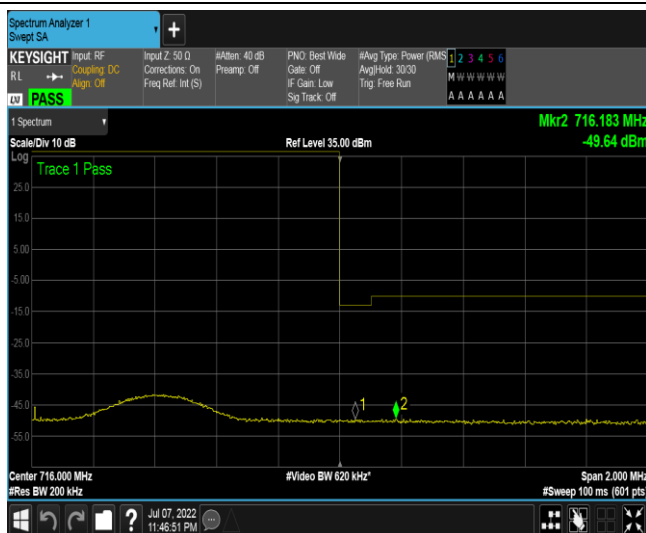 Spectrum Analyzer 1
Swept SA
+
KEYSIGHT Input: RF Input Z: 50 Ω #Atten: 40 dB PNO: Best Wide #Avg Type: Power (RMS 1 2 3 4 5 6
RL Coupling: DC Corrections: On Preamp: Off Gate: Off Avg|Hold: 30/30 M W W W W W
Align: Off Freq Ref: Int (S) IF Gain: Low Trig: Free Run
LXI PASS Sig Track: Off A A A A A A
1 Spectrum Mkr2 716.183 MHz
Scale/Div 10 dB Ref Level 35.00 dBm -49.64 dBm
Log
Trace 1 Pass
25.0
15.0
5.00
-5.00
-15.0
-25.0
-35.0
-45.0 1 2
-55.0
Center 716.000 MHz #Video BW 620 kHz* Span 2.000 MHz
#Res BW 200 kHz #Sweep 100 ms (601 pts
? Jul 07, 2022
11:46:51 PM